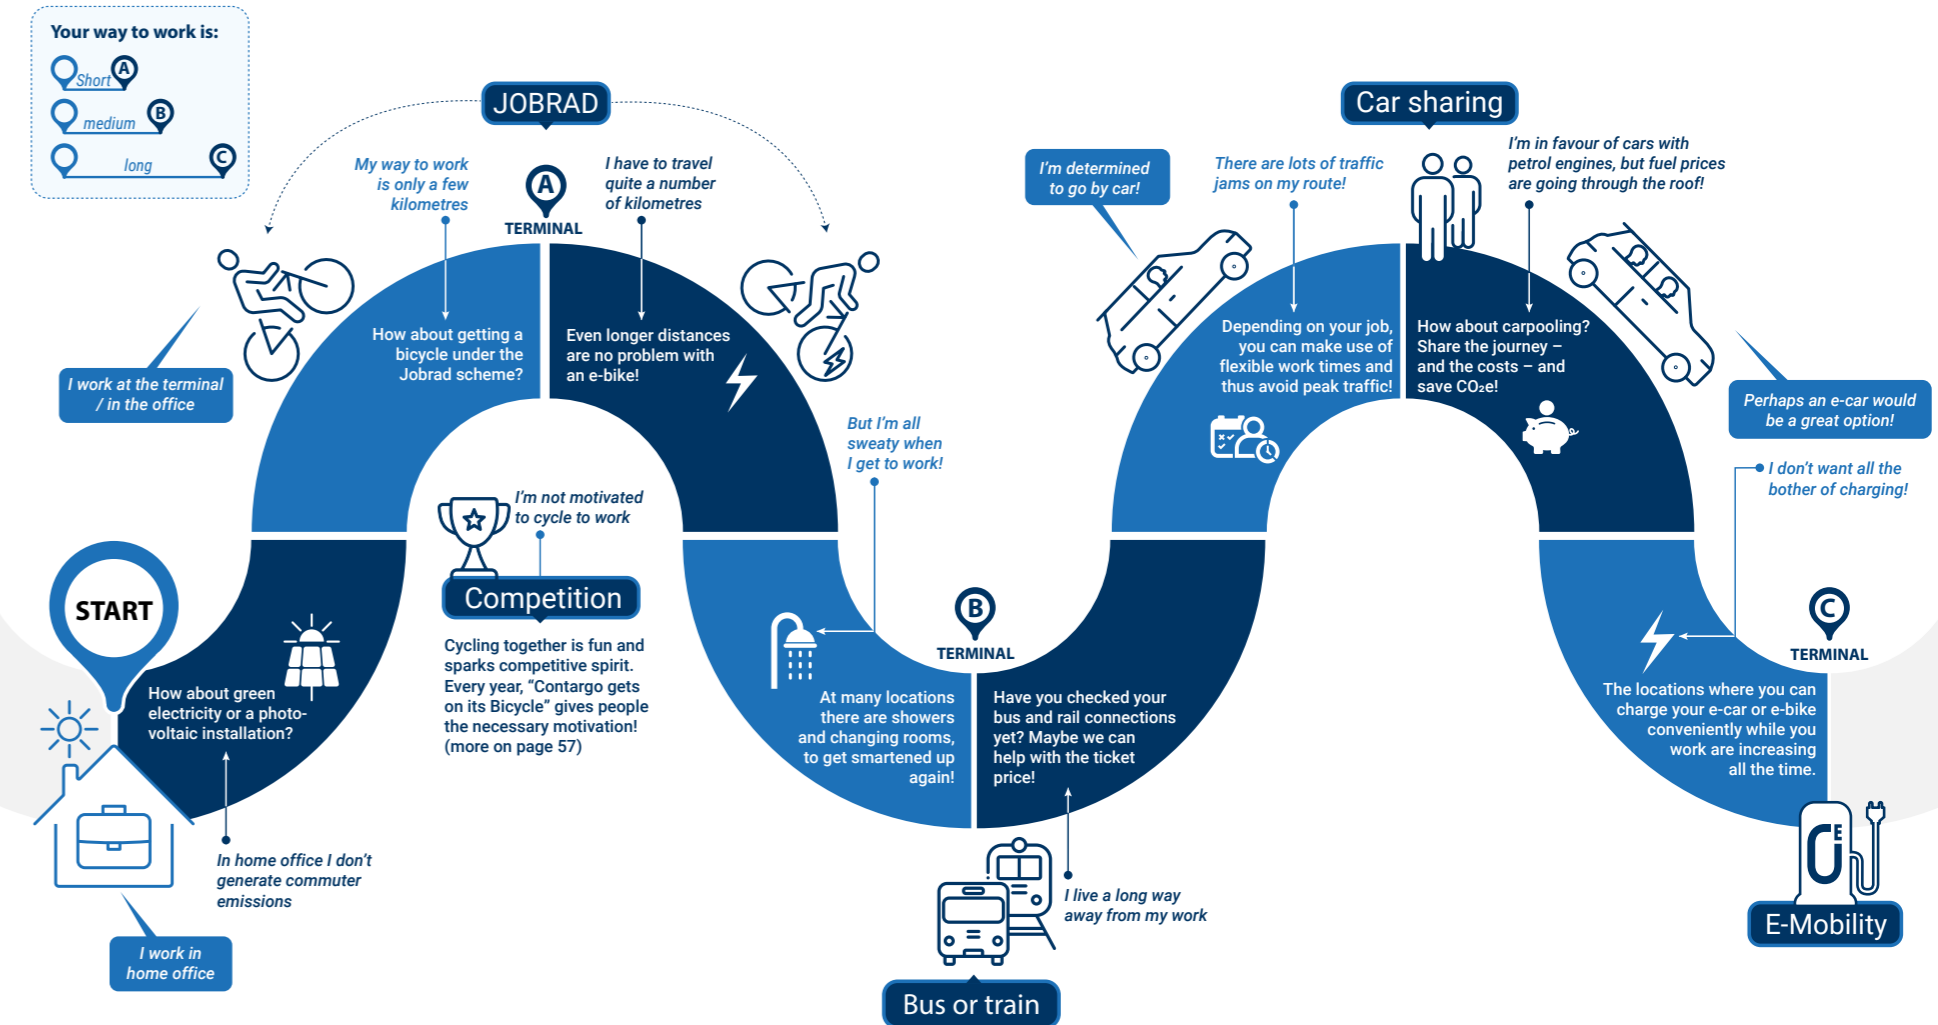 Your way to work is:
Short
A
medium
B
long
C
JOBRAD
My way to work
is only a few
kilometres
A
TERMINAL
I have to travel
quite a number
of kilometres
I work at the terminal
/ in the office
How about getting a
bicycle under the
Jobrad scheme?
Even longer distances
are no problem with
an e-bike!
START
How about green
electricity or a photo-
voltaic installation?
In home office I don't
generate commuter
emissions
I work in
home office
I'm not motivated
to cycle to work
Competition
Cycling together is fun and
sparks competitive spirit.
Every year, “Contargo gets
on its Bicycle” gives people
the necessary motivation!
(more on page 57)
But I'm all
sweaty when
I get to work!
At many locations
there are showers
and changing rooms,
to get smartened up
again!
B
TERMINAL
Have you checked your
bus and rail connections
yet? Maybe we can
help with the ticket
price!
I live a long way
away from my work
Bus or train
Car sharing
I'm determined
to go by car!
There are lots of traffic
jams on my route!
I'm in favour of cars with
petrol engines, but fuel prices
are going through the roof!
Depending on your job,
you can make use of
flexible work times and
thus avoid peak traffic!
How about carpooling?
Share the journey –
and the costs – and
save CO₂e!
Perhaps an e-car would
be a great option!
I don't want all the
bother of charging!
C
TERMINAL
The locations where you can
charge your e-car or e-bike
conveniently while you
work are increasing
all the time.
E
E-Mobility